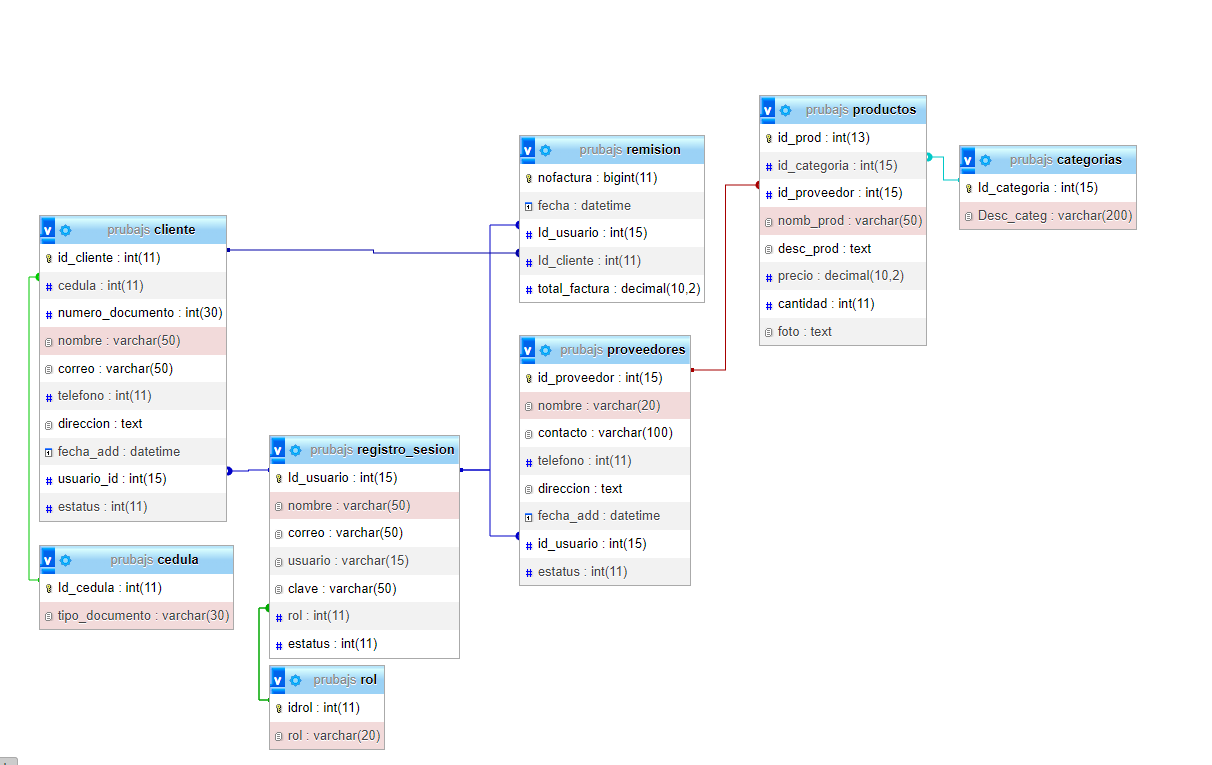 prubajs cliente
id_cliente : int(11)
cedula : int(11)
numero_documento : int(30)
nombre : varchar(50)
correo : varchar(50)
telefono : int(11)
direccion : text
fecha_add : datetime
usuario_id : int(15)
estatus : int(11)
prubajs cedula
Id_cedula : int(11)
tipo_documento : varchar(30)
prubajs registro_sesion
Id_usuario : int(15)
nombre : varchar(50)
correo : varchar(50)
usuario : varchar(15)
clave : varchar(50)
rol : int(11)
estatus : int(11)
prubajs rol
idrol : int(11)
rol : varchar(20)
prubajs remision
nofactura : bigint(11)
fecha : datetime
Id_usuario : int(15)
Id_cliente : int(11)
total_factura : decimal(10,2)
prubajs proveedores
id_proveedor : int(15)
nombre : varchar(20)
contacto : varchar(100)
telefono : int(11)
direccion : text
fecha_add : datetime
id_usuario : int(15)
estatus : int(11)
prubajs productos
id_prod : int(13)
id_categoria : int(15)
id_proveedor : int(15)
nomb_prod : varchar(50)
desc_prod : text
precio : decimal(10,2)
cantidad : int(11)
foto : text
prubajs categorias
Id_categoria : int(15)
Desc_categ : varchar(200)